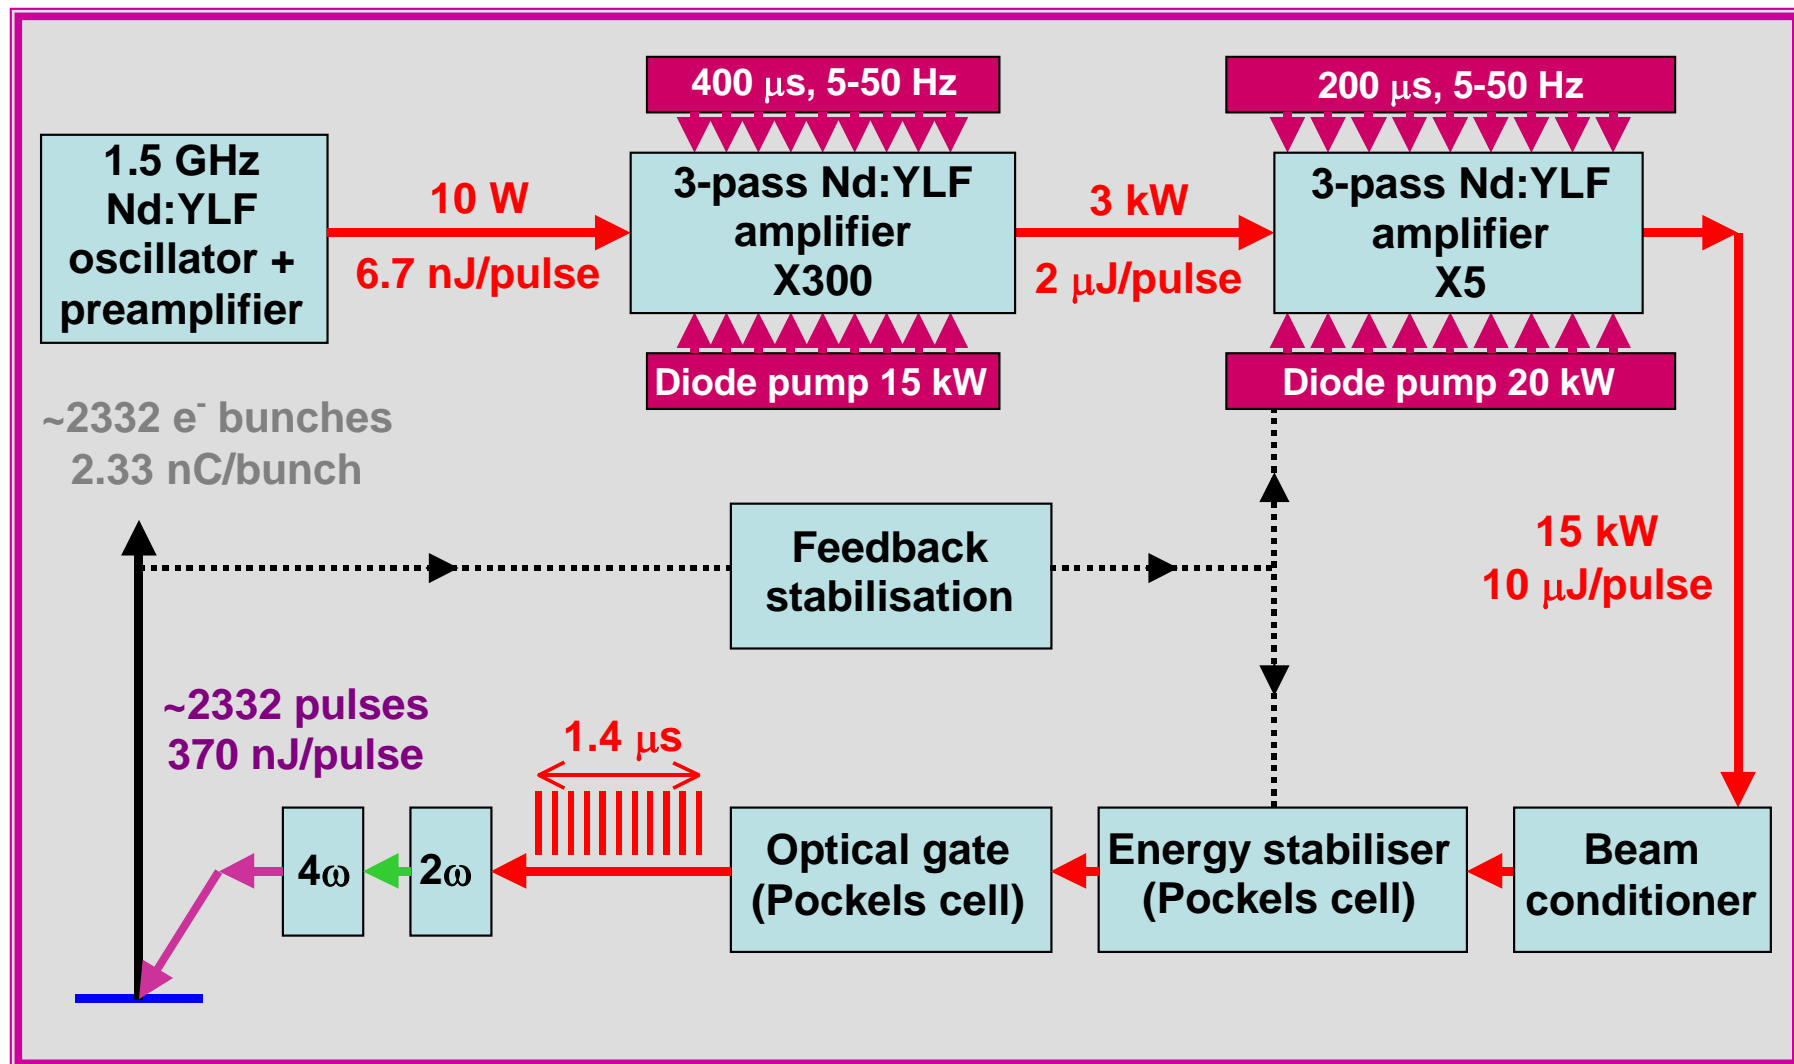 400 μs, 5-50 Hz
200 μs, 5-50 Hz
1.5 GHz
Nd:YLF
oscillator +
preamplifier
10 W
6.7 nJ/pulse
3-pass Nd:YLF
amplifier
X300
3 kW
2 μJ/pulse
3-pass Nd:YLF
amplifier
X5
Diode pump 15 kW
Diode pump 20 kW
~2332 e⁻ bunches
2.33 nC/bunch
Feedback
stabilisation
15 kW
10 μJ/pulse
~2332 pulses
370 nJ/pulse
1.4 μs
4ω
2ω
Optical gate
(Pockels cell)
Energy stabiliser
(Pockels cell)
Beam
conditioner